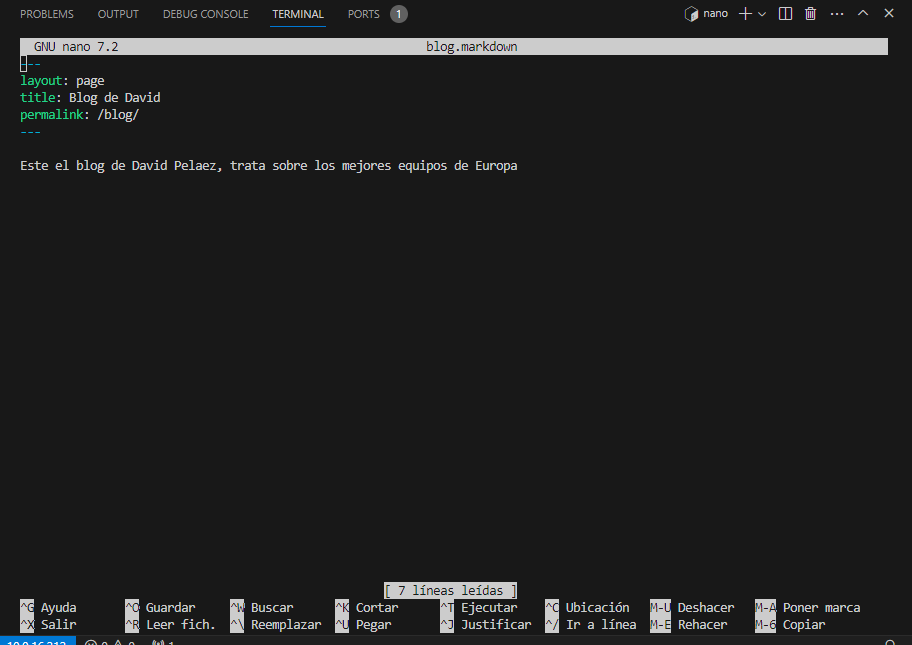 PROBLEMS OUTPUT DEBUG CONSOLE TERMINAL PORTS 1 nano
GNU nano 7.2 blog.markdown
---
layout: page
title: Blog de David
permalink: /blog/
---
Este el blog de David Pelaez, trata sobre los mejores equipos de Europa
[ 7 líneas leídas ]
^G Ayuda ^O Guardar ^W Buscar ^K Cortar ^T Ejecutar ^C Ubicación M-U Deshacer M-A Poner marca
^X Salir ^R Leer fich. ^\ Reemplazar ^U Pegar ^J Justificar ^/ Ir a línea M-E Rehacer M-6 Copiar